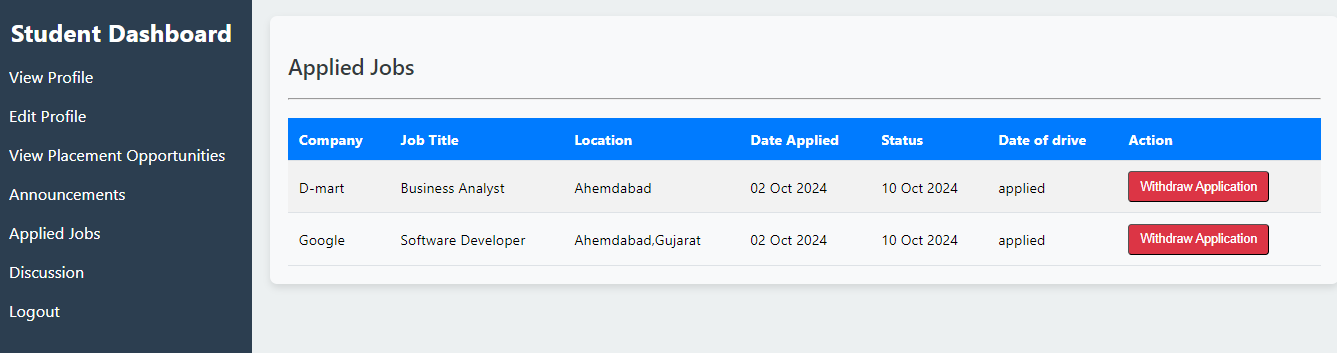 Student Dashboard
View Profile
Edit Profile
View Placement Opportunities
Announcements
Applied Jobs
Discussion
Logout
Applied Jobs
Company Job Title Location Date Applied Status Date of drive Action
D-mart Business Analyst Ahemdabad 02 Oct 2024 10 Oct 2024 applied Withdraw Application
Google Software Developer Ahemdabad,Gujarat 02 Oct 2024 10 Oct 2024 applied Withdraw Application